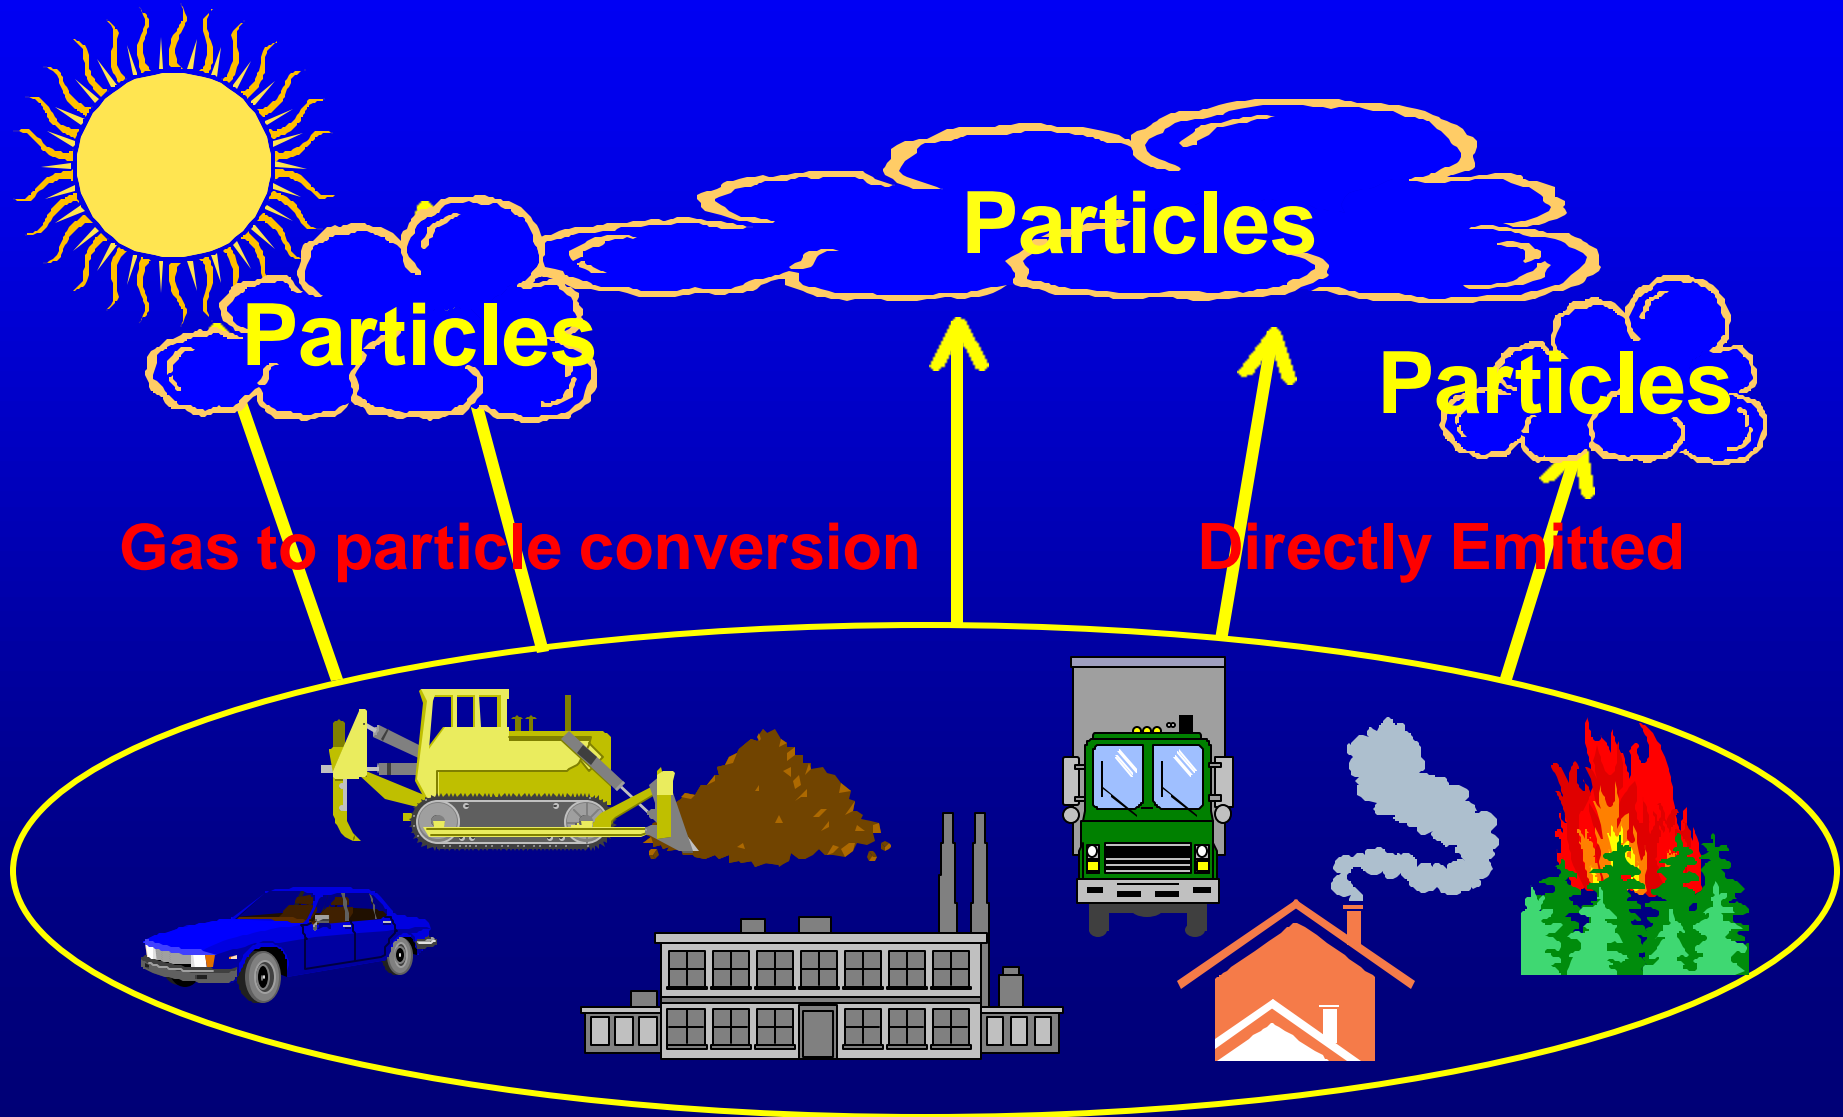 Particles
Particles
Particles
Gas to particle conversion
Directly Emitted